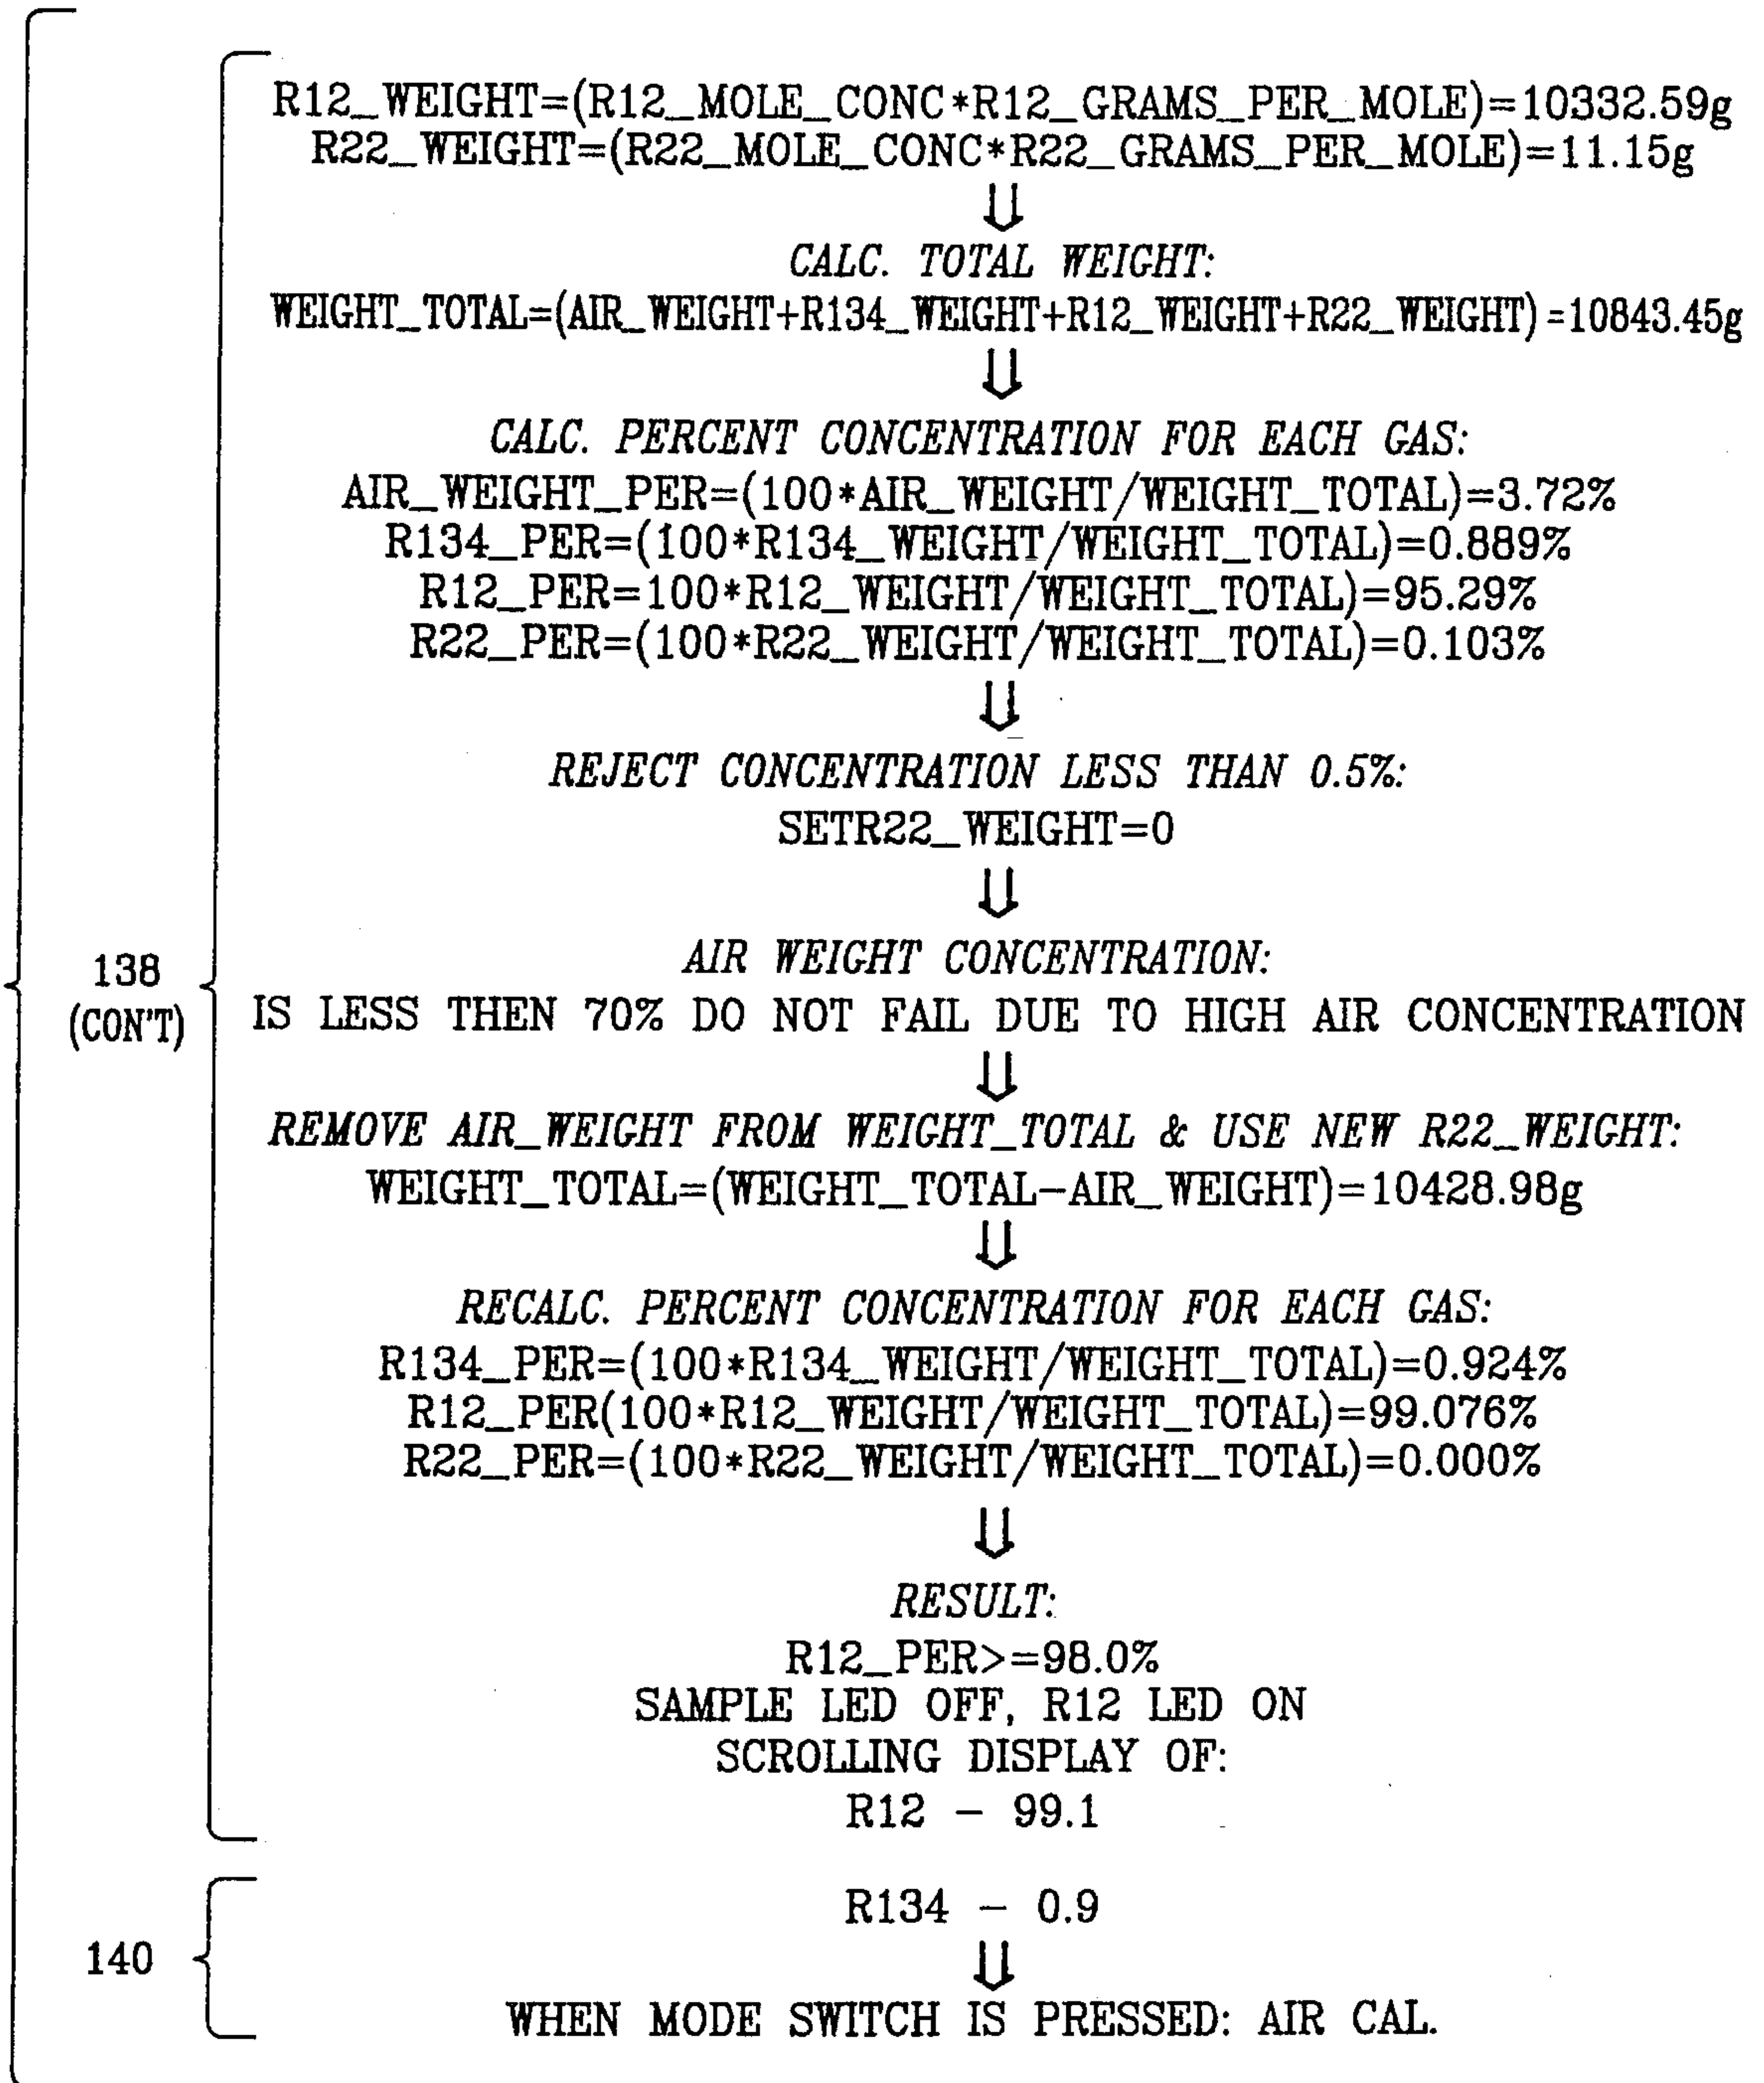 R12_WEIGHT=(R12_MOLE_CONC*R12_GRAMS_PER_MOLE)=10332.59g
R22_WEIGHT=(R22_MOLE_CONC*R22_GRAMS_PER_MOLE)=11.15g
⇓
CALC. TOTAL WEIGHT:
WEIGHT_TOTAL=(AIR_WEIGHT+R134_WEIGHT+R12_WEIGHT+R22_WEIGHT)=10843.45g
⇓
CALC. PERCENT CONCENTRATION FOR EACH GAS:
AIR_WEIGHT_PER=(100*AIR_WEIGHT/WEIGHT_TOTAL)=3.72%
R134_PER=(100*R134_WEIGHT/WEIGHT_TOTAL)=0.889%
R12_PER=100*R12_WEIGHT/WEIGHT_TOTAL)=95.29%
R22_PER=(100*R22_WEIGHT/WEIGHT_TOTAL)=0.103%
⇓
REJECT CONCENTRATION LESS THAN 0.5%:
SETR22_WEIGHT=0
⇓
AIR WEIGHT CONCENTRATION:
138
(CON'T)
IS LESS THEN 70% DO NOT FAIL DUE TO HIGH AIR CONCENTRATION
⇓
REMOVE AIR_WEIGHT FROM WEIGHT_TOTAL & USE NEW R22_WEIGHT:
WEIGHT_TOTAL=(WEIGHT_TOTAL-AIR_WEIGHT)=10428.98g
⇓
RECALC. PERCENT CONCENTRATION FOR EACH GAS:
R134_PER=(100*R134_WEIGHT/WEIGHT_TOTAL)=0.924%
R12_PER(100*R12_WEIGHT/WEIGHT_TOTAL)=99.076%
R22_PER=(100*R22_WEIGHT/WEIGHT_TOTAL)=0.000%
⇓
RESULT:
R12_PER>=98.0%
SAMPLE LED OFF, R12 LED ON
SCROLLING DISPLAY OF:
R12 - 99.1
R134 - 0.9
140
⇓
WHEN MODE SWITCH IS PRESSED: AIR CAL.